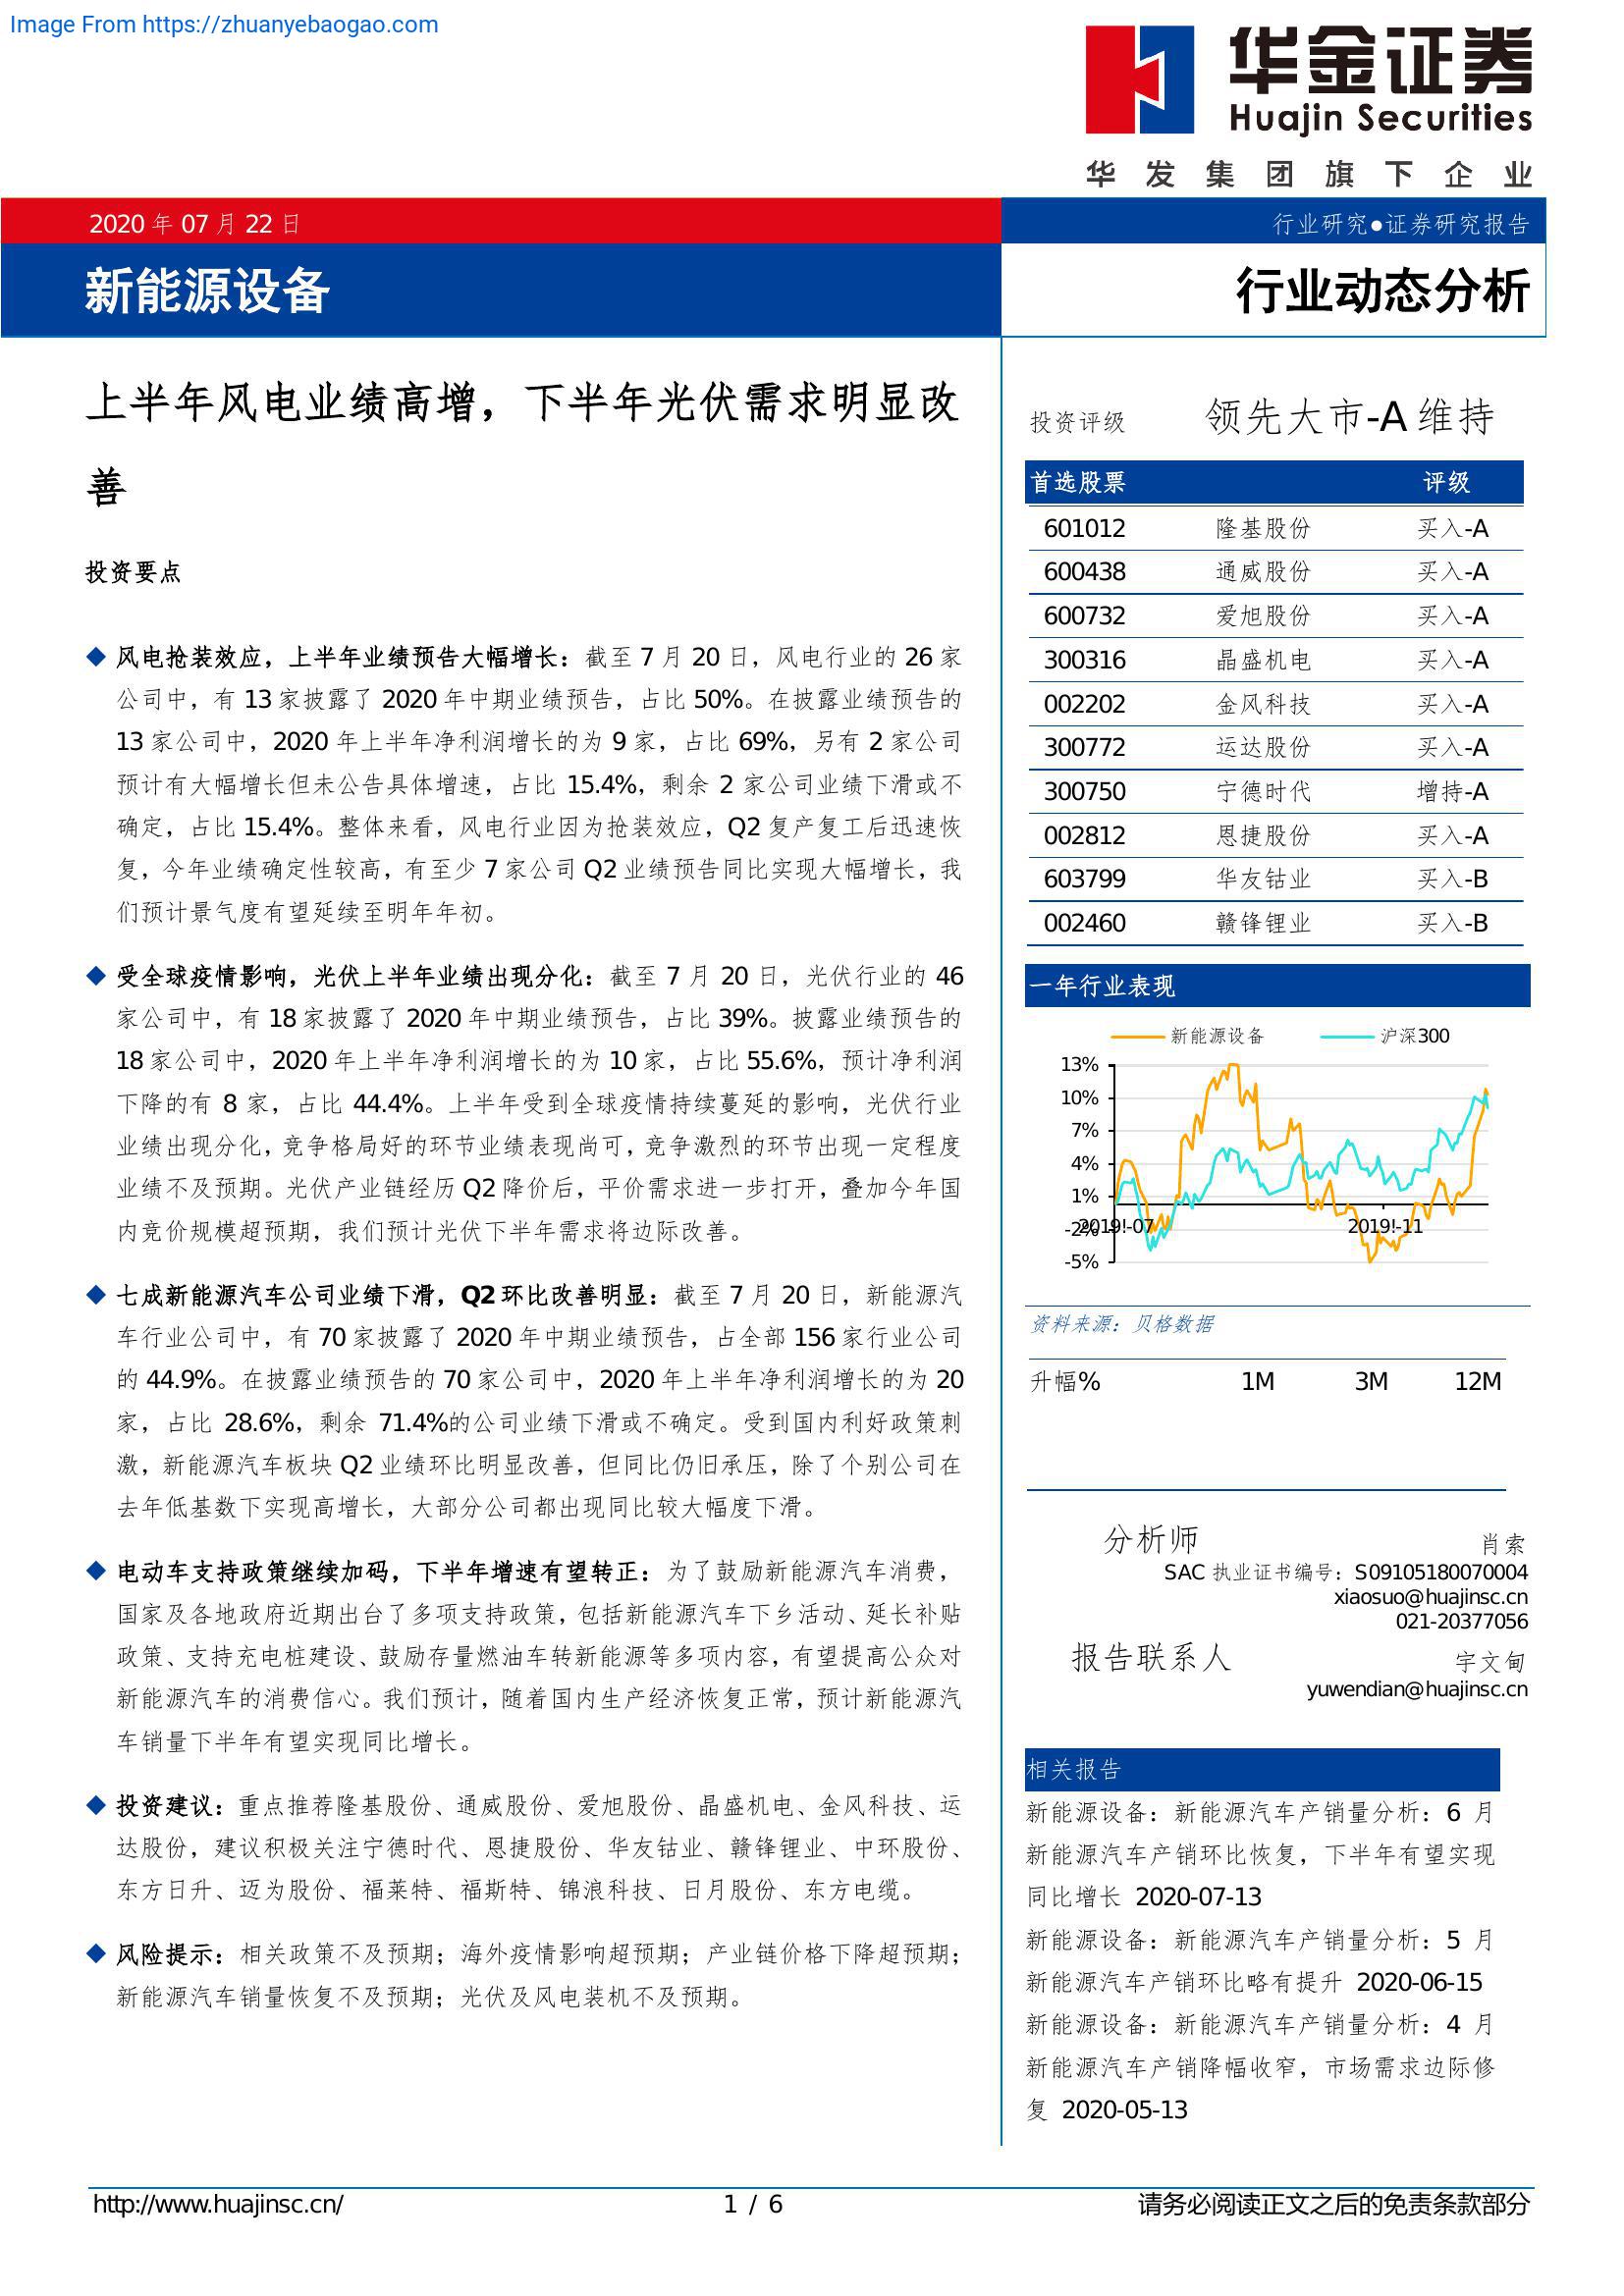 Image From https://zhuanyebaogao.com
华金证券
Huajin Securities
华发集团旗下企业
2020 年 07 月 22 日
行业研究●证券研究报告
新能源设备
行业动态分析
上半年风电业绩高增，下半年光伏需求明显改
善
投资要点
◆ 风电抢装效应，上半年业绩预告大幅增长：截至 7 月 20 日，风电行业的 26 家
公司中，有 13 家披露了 2020 年中期业绩预告，占比 50%。在披露业绩预告的
13 家公司中，2020 年上半年净利润增长的为 9 家，占比 69%，另有 2 家公司
预计有大幅增长但未公告具体增速，占比 15.4%，剩余 2 家公司业绩下滑或不
确定，占比 15.4%。整体来看，风电行业因为抢装效应，Q2 复产复工后迅速恢
复，今年业绩确定性较高，有至少 7 家公司 Q2 业绩预告同比实现大幅增长，我
们预计景气度有望延续至明年年初。
◆ 受全球疫情影响，光伏上半年业绩出现分化：截至 7 月 20 日，光伏行业的 46
家公司中，有 18 家披露了 2020 年中期业绩预告，占比 39%。披露业绩预告的
18 家公司中，2020 年上半年净利润增长的为 10 家，占比 55.6%，预计净利润
下降的有 8 家，占比 44.4%。上半年受到全球疫情持续蔓延的影响，光伏行业
业绩出现分化，竞争格局好的环节业绩表现尚可，竞争激烈的环节出现一定程度
业绩不及预期。光伏产业链经历 Q2 降价后，平价需求进一步打开，叠加今年国
内竞价规模超预期，我们预计光伏下半年需求将边际改善。
◆ 七成新能源汽车公司业绩下滑，Q2 环比改善明显：截至 7 月 20 日，新能源汽
车行业公司中，有 70 家披露了 2020 年中期业绩预告，占全部 156 家行业公司
的 44.9%。在披露业绩预告的 70 家公司中，2020 年上半年净利润增长的为 20
家，占比 28.6%，剩余 71.4%的公司业绩下滑或不确定。受到国内利好政策刺
激，新能源汽车板块 Q2 业绩环比明显改善，但同比仍旧承压，除了个别公司在
去年低基数下实现高增长，大部分公司都出现同比较大幅度下滑。
◆ 电动车支持政策继续加码，下半年增速有望转正：为了鼓励新能源汽车消费，
国家及各地政府近期出台了多项支持政策，包括新能源汽车下乡活动、延长补贴
政策、支持充电桩建设、鼓励存量燃油车转新能源等多项内容，有望提高公众对
新能源汽车的消费信心。我们预计，随着国内生产经济恢复正常，预计新能源汽
车销量下半年有望实现同比增长。
◆ 投资建议：重点推荐隆基股份、通威股份、爱旭股份、晶盛机电、金风科技、运
达股份，建议积极关注宁德时代、恩捷股份、华友钴业、赣锋锂业、中环股份、
东方日升、迈为股份、福莱特、福斯特、锦浪科技、日月股份、东方电缆。
◆ 风险提示：相关政策不及预期；海外疫情影响超预期；产业链价格下降超预期；
新能源汽车销量恢复不及预期；光伏及风电装机不及预期。
投资评级 领先大市-A 维持
首选股票 评级
601012 隆基股份 买入-A
600438 通威股份 买入-A
600732 爱旭股份 买入-A
300316 晶盛机电 买入-A
002202 金风科技 买入-A
300772 运达股份 买入-A
300750 宁德时代 增持-A
002812 恩捷股份 买入-A
603799 华友钴业 买入-B
002460 赣锋锂业 买入-B
一年行业表现
新能源设备 沪深300
13%
10%
7%
4%
1%
-2%
2019!-07 2019!-11
-5%
资料来源：贝格数据
升幅% 1M 3M 12M
分析师 肖索
SAC 执业证书编号：S09105180070004
xiaosuo@huajinsc.cn
021-20377056
报告联系人 宇文甸
yuwendian@huajinsc.cn
相关报告
新能源设备：新能源汽车产销量分析：6 月
新能源汽车产销环比恢复，下半年有望实现
同比增长 2020-07-13
新能源设备：新能源汽车产销量分析：5 月
新能源汽车产销环比略有提升 2020-06-15
新能源设备：新能源汽车产销量分析：4 月
新能源汽车产销降幅收窄，市场需求边际修
复 2020-05-13
http://www.huajinsc.cn/ 1 / 6 请务必阅读正文之后的免责条款部分